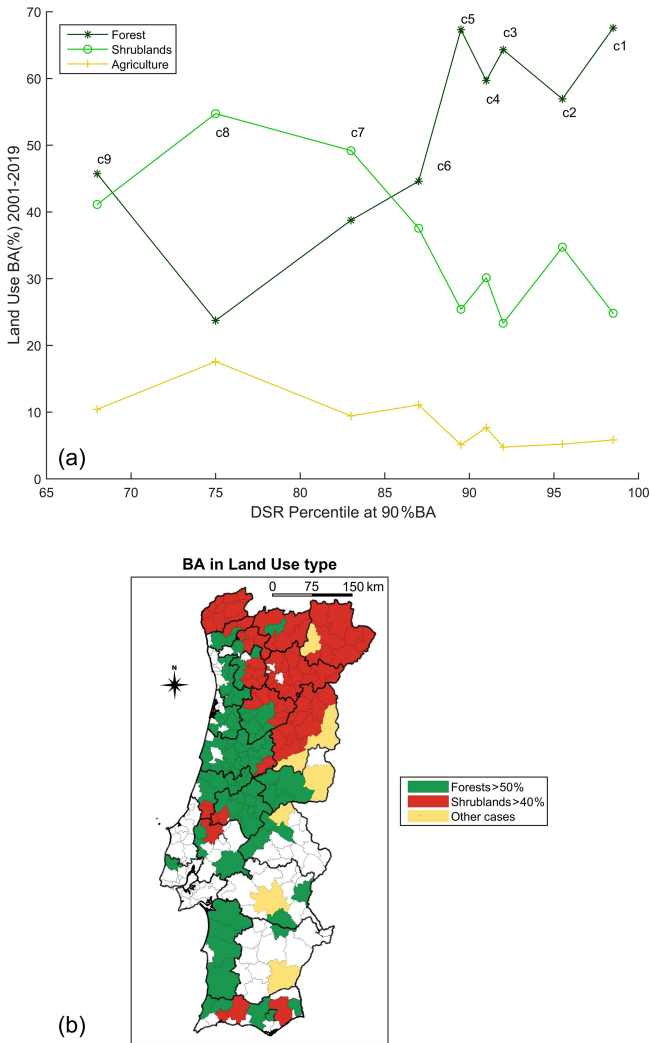 70
60
50
40
30
20
10
0
Land Use BA(%) 2001-2019
Forest
Shrublands
Agriculture
c9
c8
c7
c6
c5
c4
c3
c2
c1
(a)
65
70
75
80
85
90
95
100
DSR Percentile at 90%BA
BA in Land Use type
0 75 150 km
N
Forests>50%
Shrublands>40%
Other cases
(b)